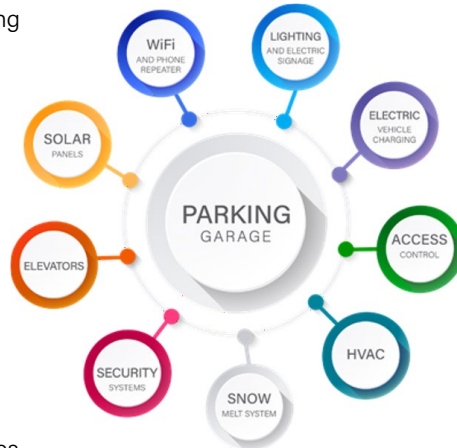 ng
WiFi
AND PHONE
REPEATER
LIGHTING
AND ELECTRIC
SIGNAGE
SOLAR
PANELS
ELECTRIC
VEHICLE
CHARGING
PARKING
GARAGE
ELEVATORS
ACCESS
CONTROL
SECURITY
SYSTEMS
HVAC
SNOW
MELT SYSTEM